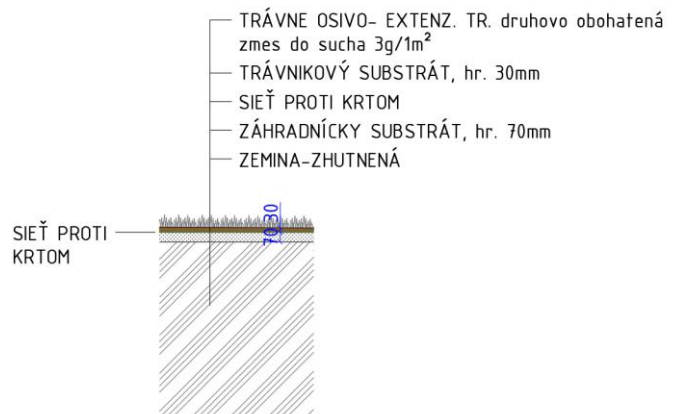 TRÁVNE OSIVO- EXTENZ. TR. druhovo obohatená
zmes do sucha 3g/1m²
TRÁVNIKOVÝ SUBSTRÁT, hr. 30mm
SIEŤ PROTI KRTOM
ZÁHRADNÍCKY SUBSTRÁT, hr. 70mm
ZEMINA-ZHUTNENÁ
SIEŤ PROTI
KRTOM
70
30